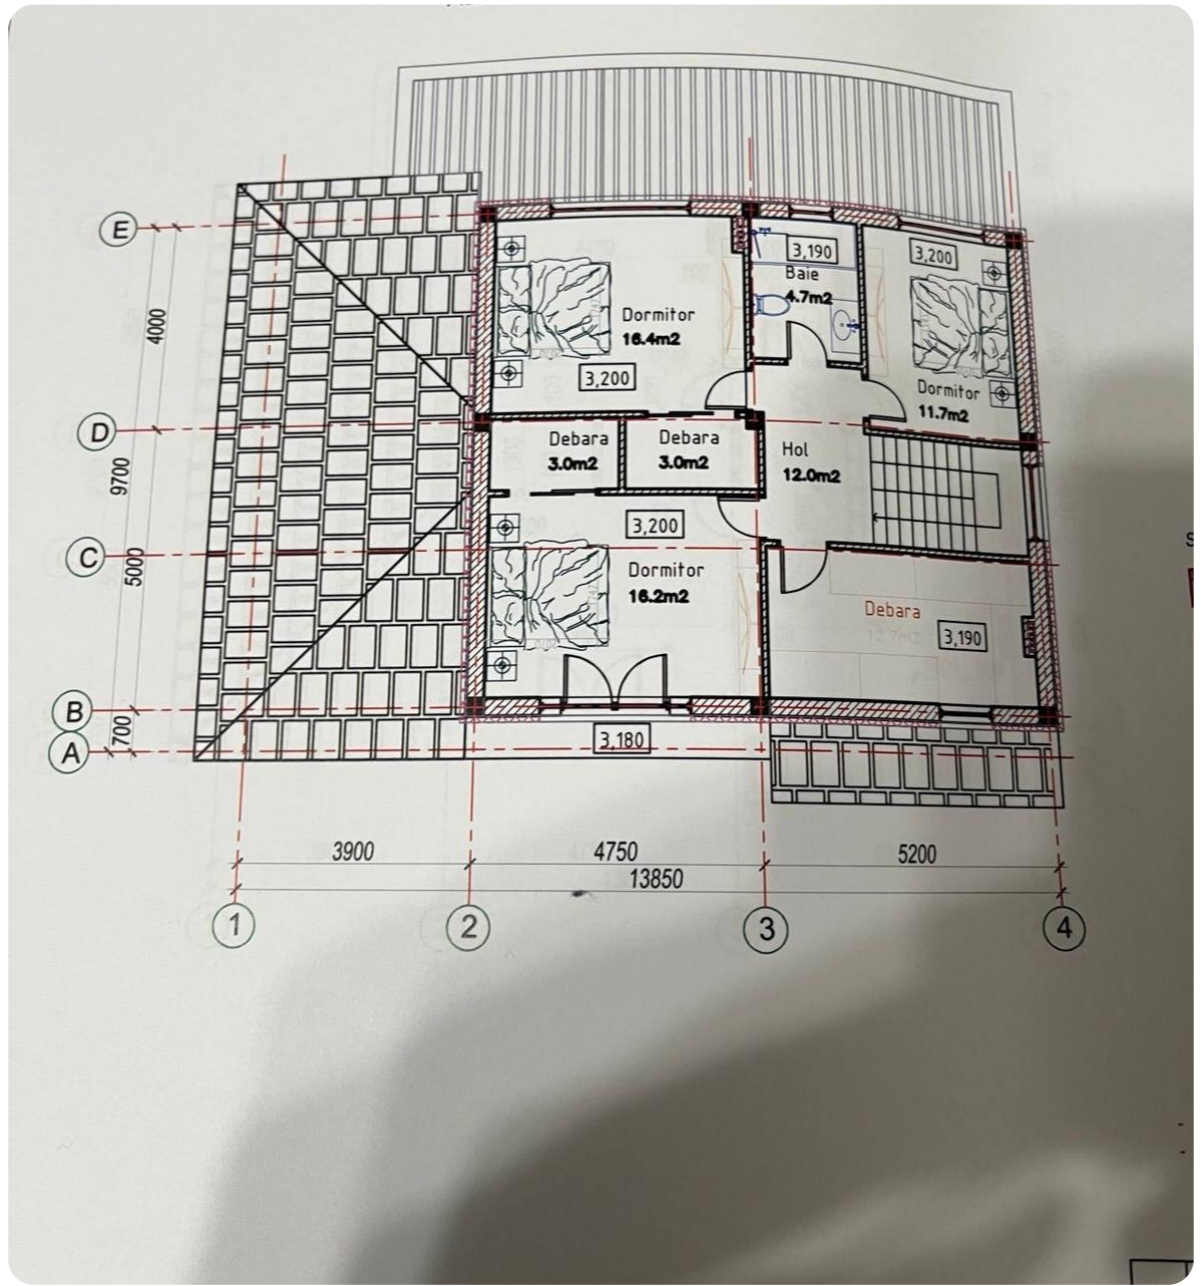 E
3,190
3,200
Baie
4.7m2
4000
Dormitor
16.4m2
3,200
Dormitor
11.7m2
D
Debara
3.0m2
Debara
3.0m2
Hol
12.0m2
9700
3,200
C
5000
Dormitor
16.2m2
Debara
3,190
B
700
A
3,180
3900
4750
5200
13850
1
2
3
4